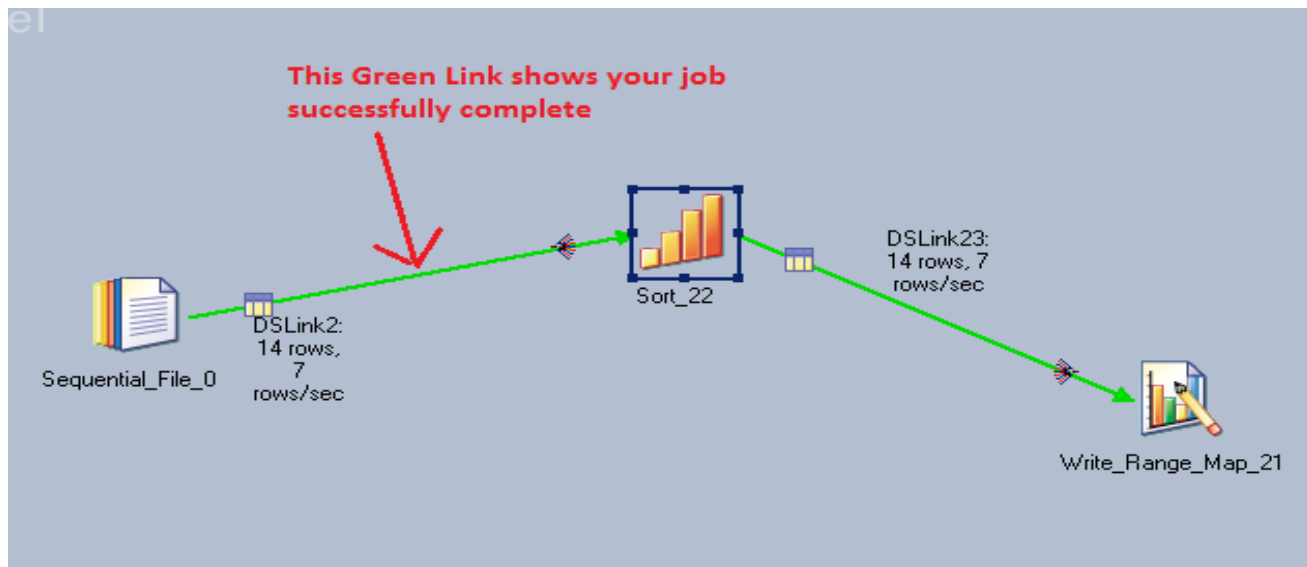 el
This Green Link shows your job
successfully complete
DSLink23:
14 rows, 7
rows/sec
Sort_22
DSLink2:
14 rows,
7
rows/sec
Sequential_File_0
Write_Range_Map_21